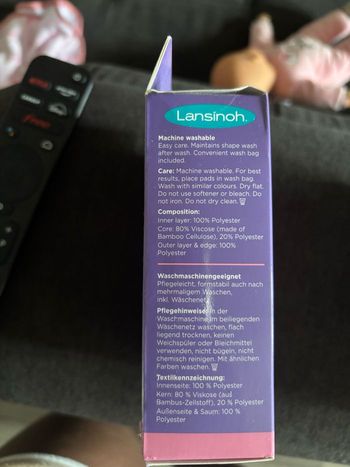 NETFLIX
free
Lansinoh.
Machine washable
Easy care. Maintains shape wash
after wash. Convenient wash bag
included.
Care: Machine washable. For best
results, place pads in wash bag.
Wash with similar colours. Dry flat.
Do not use softener or bleach. Do
not iron. Do not dry clean.
Composition:
Inner layer: 100% Polyester
Core: 80% Viscose (made of
Bamboo Cellulose), 20% Polyester
Outer layer & edge: 100%
Polyester
Waschmaschinengeeignet
Pflegeleicht, formstabil auch nach
mehrmaligem Waschen,
inkl. Wäschenetz
Pflegehinweise: in der
Waschmaschine im beiliegenden
Wäschenetz waschen, flach
liegend trocknen, keinen
Weichspüler oder Bleichmittel
verwenden, nicht bügeln, nicht
chemisch reinigen. Mit ähnlichen
Farben waschen.
Textilkennzeichnung:
Innenseite: 100 % Polyester
Kern: 80 % Viskose (aus
Bambus-Zellstoff), 20 % Polyester
Außenseite & Saum: 100 %
Polyester